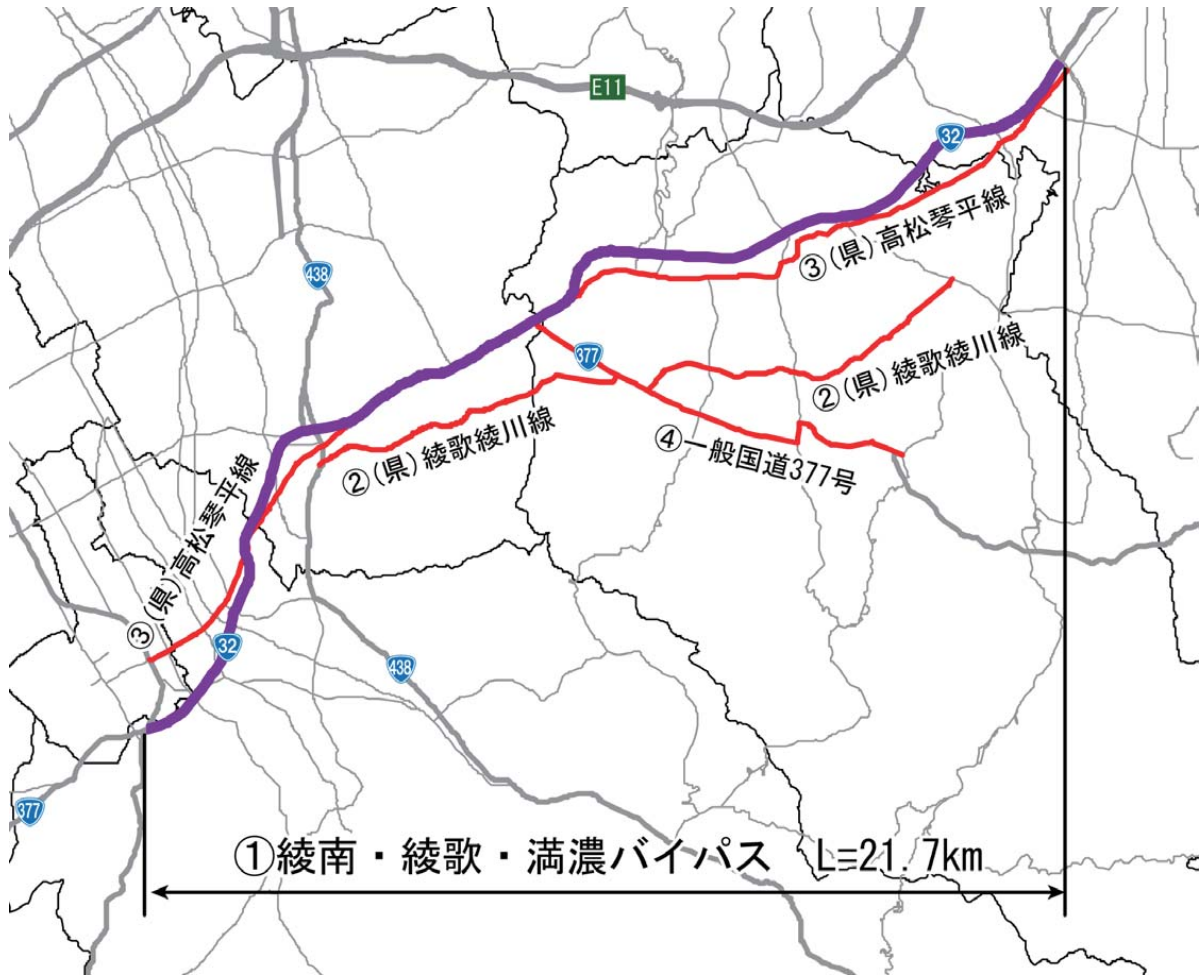 E11
32
③(県)高松琴平線
438
377
②(県)綾歌綾川線
②(県)綾歌綾川線
④一般国道377号
③(県)高松琴平線
32
438
377
①綾南・綾歌・満濃バイパス L=21.7km